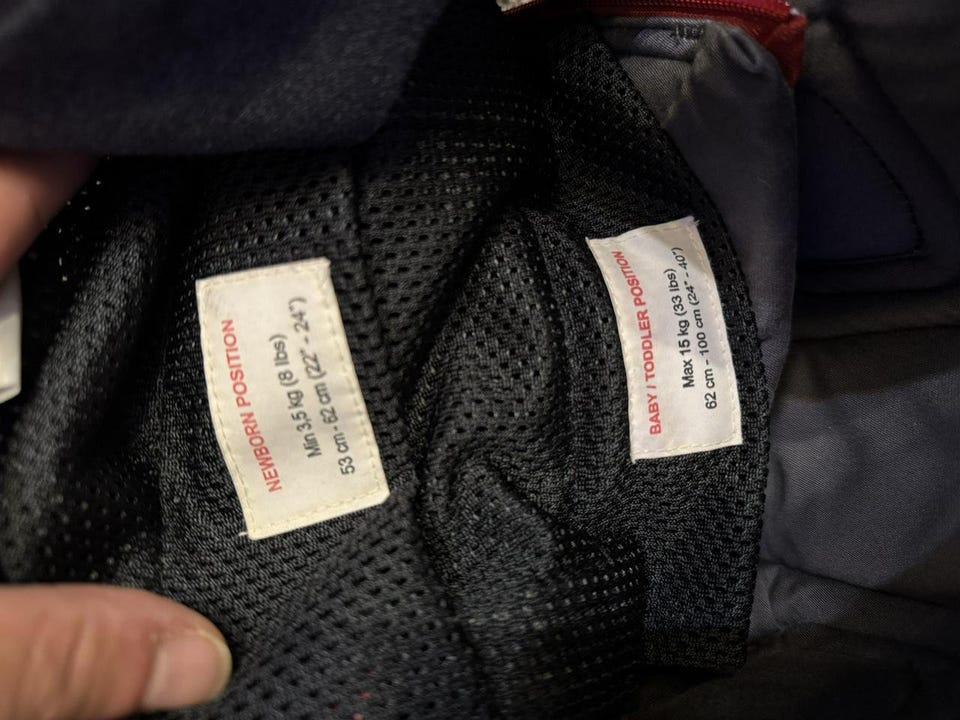 NEWBORN POSITION
Min 3,5 kg (8 lbs)
53 cm - 62 cm (22" - 24")
BABY / TODDLER POSITION
Max 15 kg (33 lbs)
62 cm - 100 cm (24" - 40")